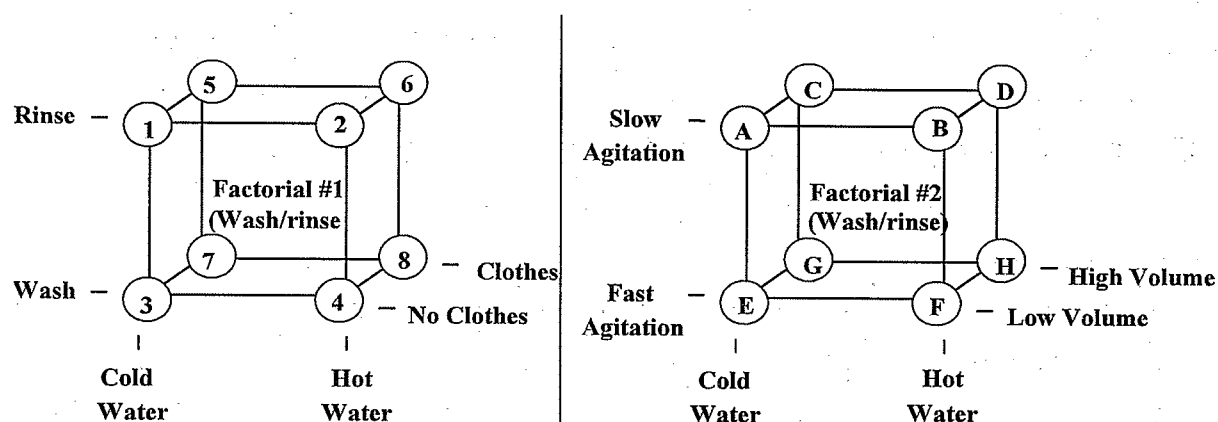 5
6
Rinse
1
2
Factorial #1
(Wash/rinse
7
8
Clothes
Wash
3
4
No Clothes
Cold
Water
Hot
Water
C
D
Slow
Agitation
A
B
Factorial #2
(Wash/rinse)
G
H
High Volume
Fast
Agitation
E
F
Low Volume
Cold
Water
Hot
Water